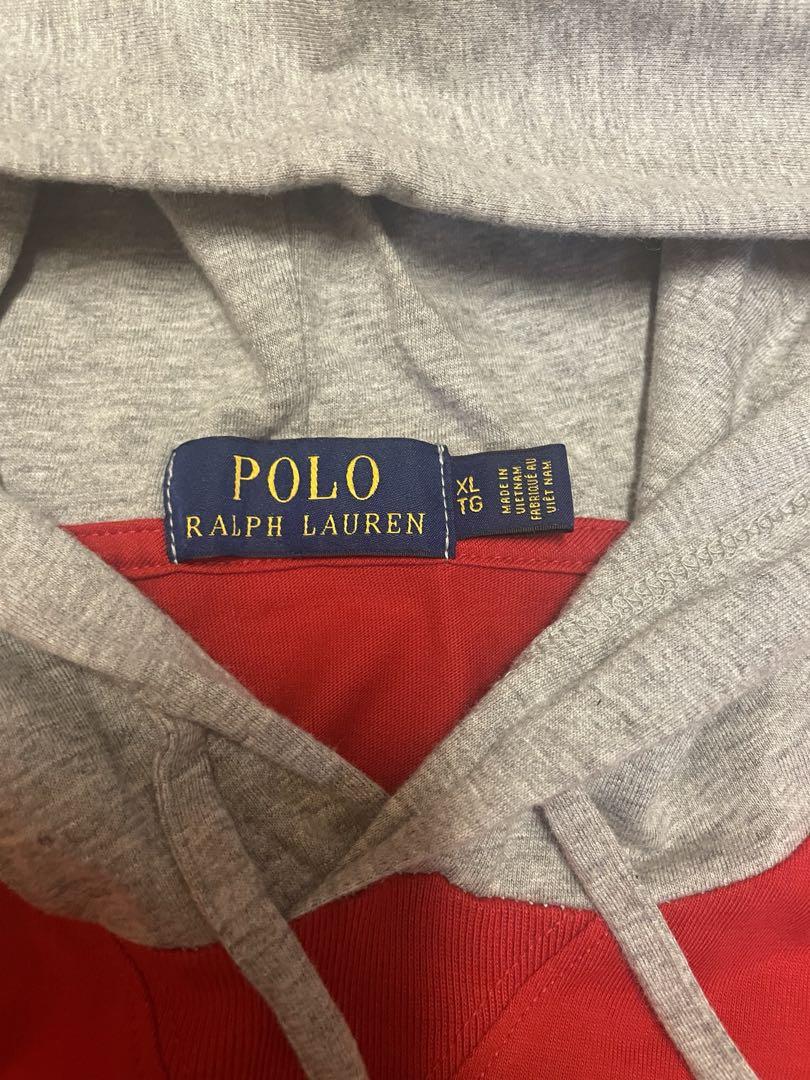 POLO
RALPH LAUREN
XL
TG
MADE IN
VIETNAM
FABRIQUÉ AU
VIÊT NAM